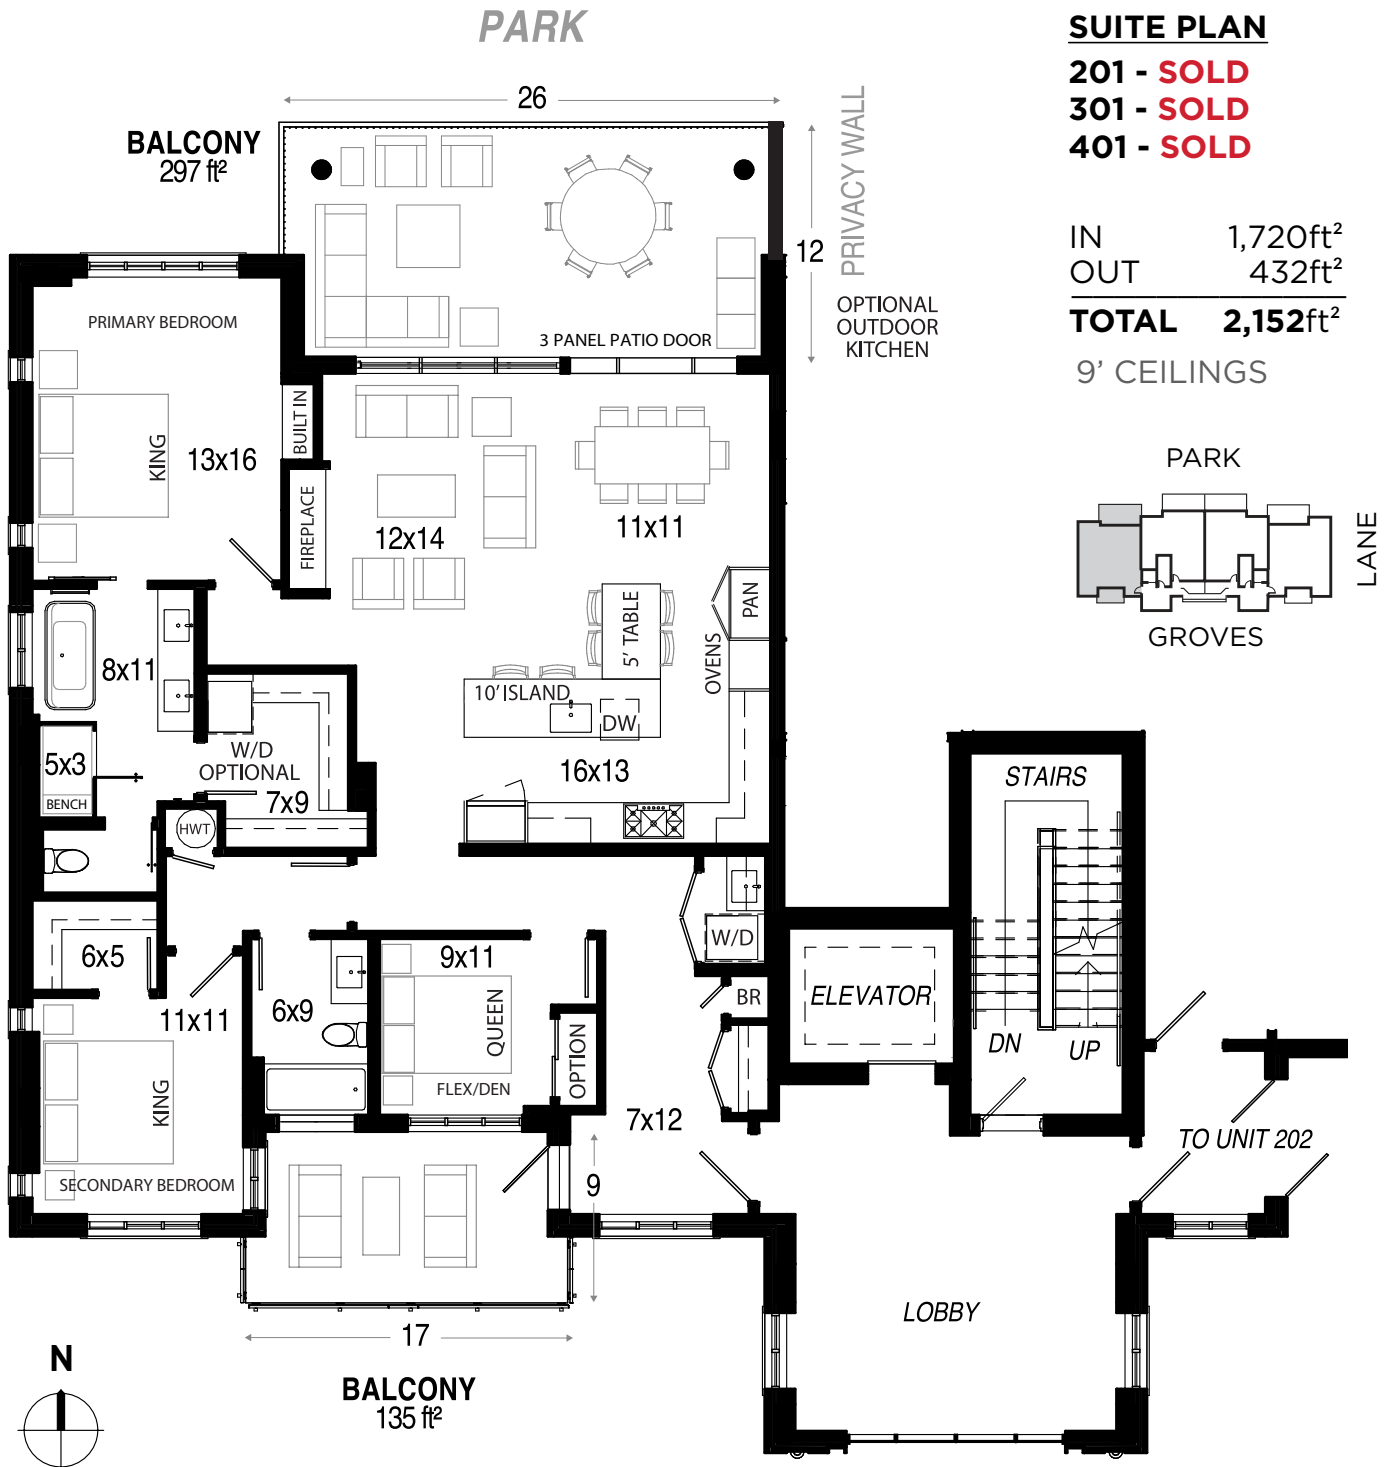 PARK
SUITE PLAN
201 - SOLD
301 - SOLD
401 - SOLD
IN 1,720ft²
OUT 432ft²
TOTAL 2,152ft²
9' CEILINGS
PARK
LANE
GROVES
26
BALCONY
297 ft²
PRIVACY WALL
12
OPTIONAL
OUTDOOR
KITCHEN
3 PANEL PATIO DOOR
PRIMARY BEDROOM
KING
13x16
BUILT IN
FIREPLACE
12x14
11x11
PAN
5' TABLE
OVENS
10' ISLAND
DW
16x13
8x11
5x3
BENCH
W/D
OPTIONAL
7x9
HWT
STAIRS
DN
UP
ELEVATOR
W/D
BR
6x5
11x11
6x9
9x11
QUEEN
FLEX/DEN
OPTION
KING
SECONDARY BEDROOM
7x12
9
TO UNIT 202
LOBBY
17
BALCONY
135 ft²
N